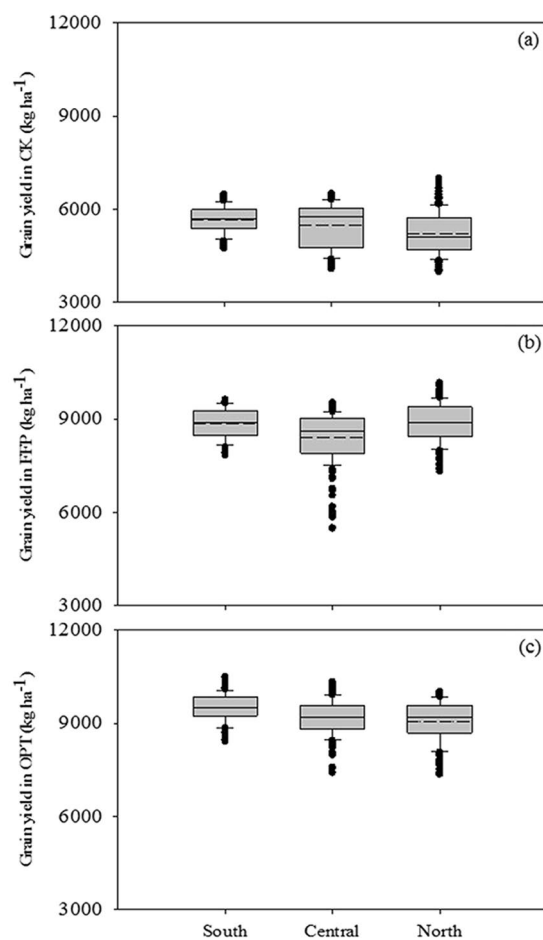 12000
(a)
9000
6000
3000
Grain yield in CK (kg ha-1)
12000
(b)
9000
6000
3000
Grain yield in FFP (kg ha-1)
12000
(c)
9000
6000
3000
Grain yield in OPT (kg ha-1)
South Central North